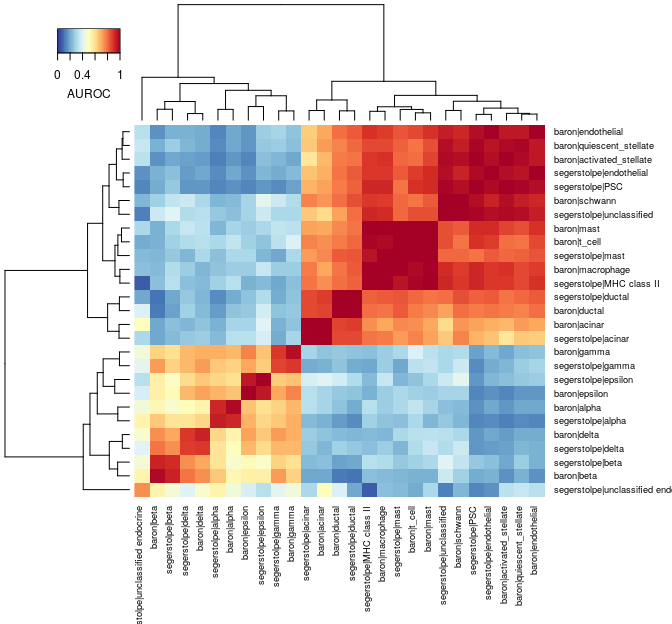 0 0.4 1
AUROC
baron|endothelial
baron|quiescent_stellate
baron|activated_stellate
segerstolpe|endothelial
segerstolpe|PSC
baron|schwann
segerstolpe|unclassified
baron|mast
baron|t_cell
segerstolpe|mast
baron|macrophage
segerstolpe|MHC class II
segerstolpe|ductal
baron|ductal
baron|acinar
segerstolpe|acinar
baron|gamma
segerstolpe|gamma
segerstolpe|epsilon
baron|epsilon
baron|alpha
segerstolpe|alpha
baron|delta
segerstolpe|delta
segerstolpe|beta
baron|beta
segerstolpe|unclassified end
stolpe|unclassified endocrine
baron|beta
segerstolpe|beta
segerstolpe|delta
baron|delta
segerstolpe|alpha
baron|alpha
baron|epsilon
segerstolpe|epsilon
segerstolpe|gamma
baron|gamma
segerstolpe|acinar
baron|acinar
baron|ductal
segerstolpe|ductal
segerstolpe|MHC class II
baron|macrophage
segerstolpe|mast
baron|t_cell
baron|mast
segerstolpe|unclassified
baron|schwann
segerstolpe|PSC
segerstolpe|endothelial
baron|activated_stellate
baron|quiescent_stellate
baron|endothelial